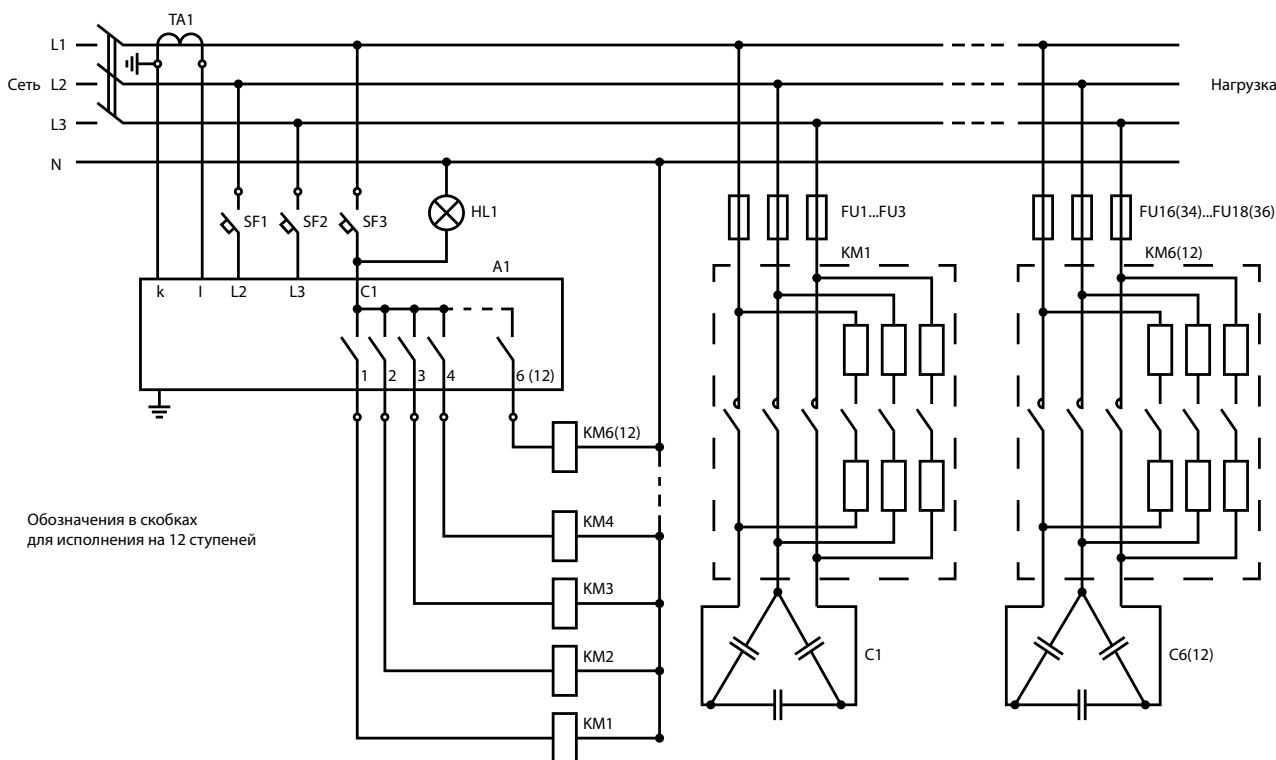 TA1
L1
Сеть L2
Нагрузка
L3
N
SF1
SF2
SF3
HL1
FU1...FU3
FU16(34)...FU18(36)
A1
KM1
KM6(12)
k
l
L2
L3
C1
1
2
3
4
6 (12)
KM6(12)
Обозначения в скобках
для исполнения на 12 ступеней
KM4
KM3
KM2
KM1
C1
C6(12)